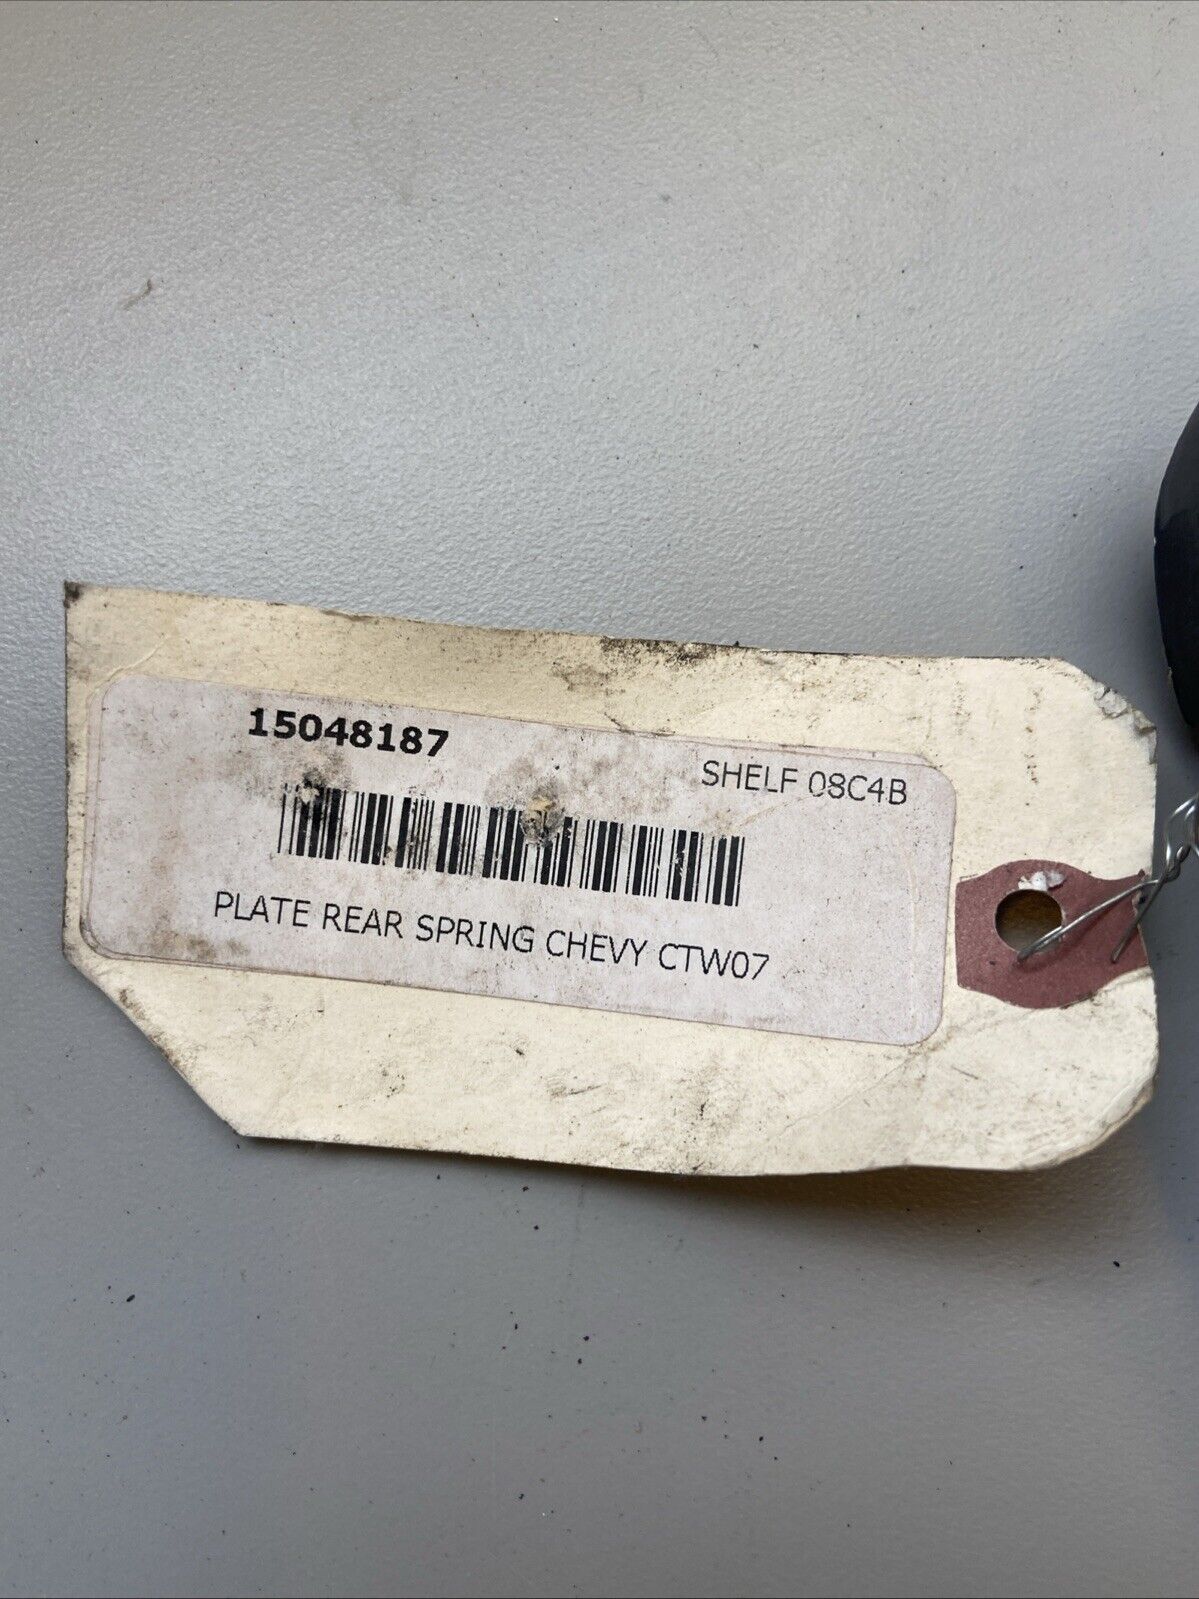 15048187
SHELF 08C4B
PLATE REAR SPRING CHEVY CTW07